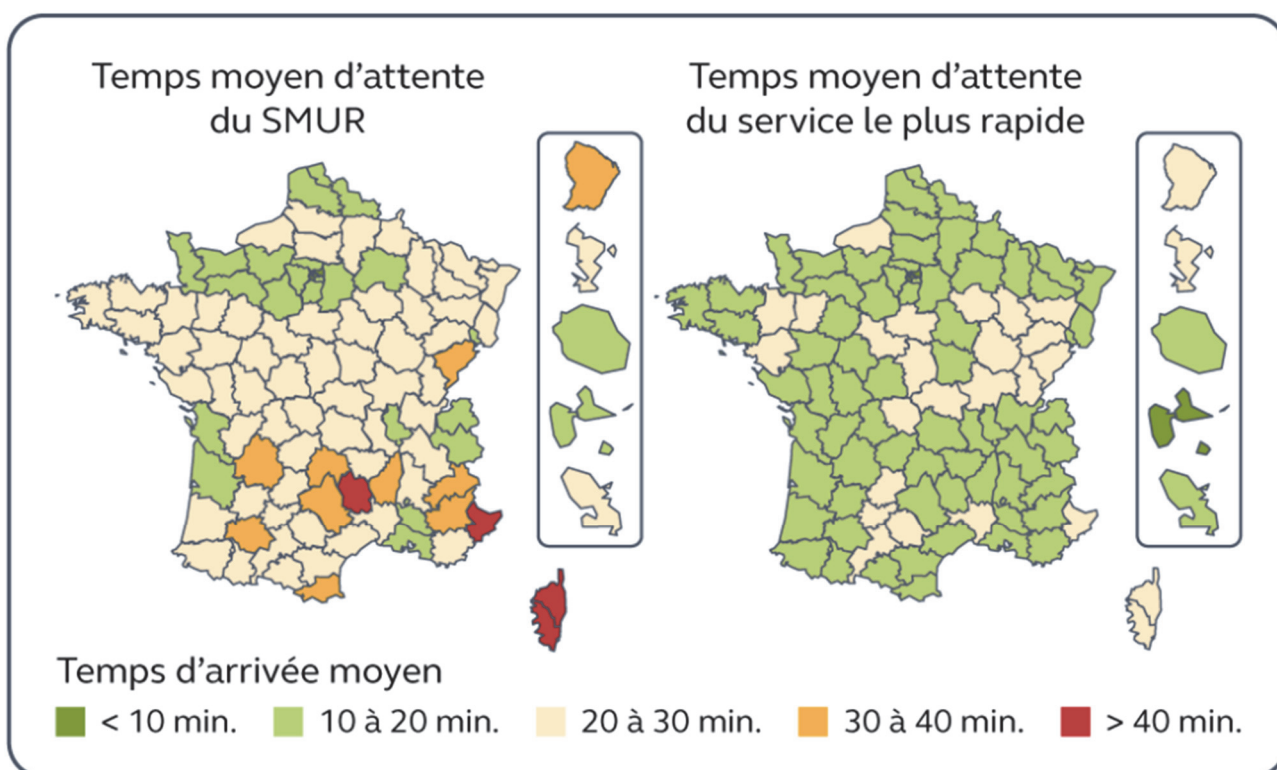 Temps moyen d’attente
du SMUR
Temps moyen d’attente
du service le plus rapide
Temps d’arrivée moyen
< 10 min.
10 à 20 min.
20 à 30 min.
30 à 40 min.
> 40 min.